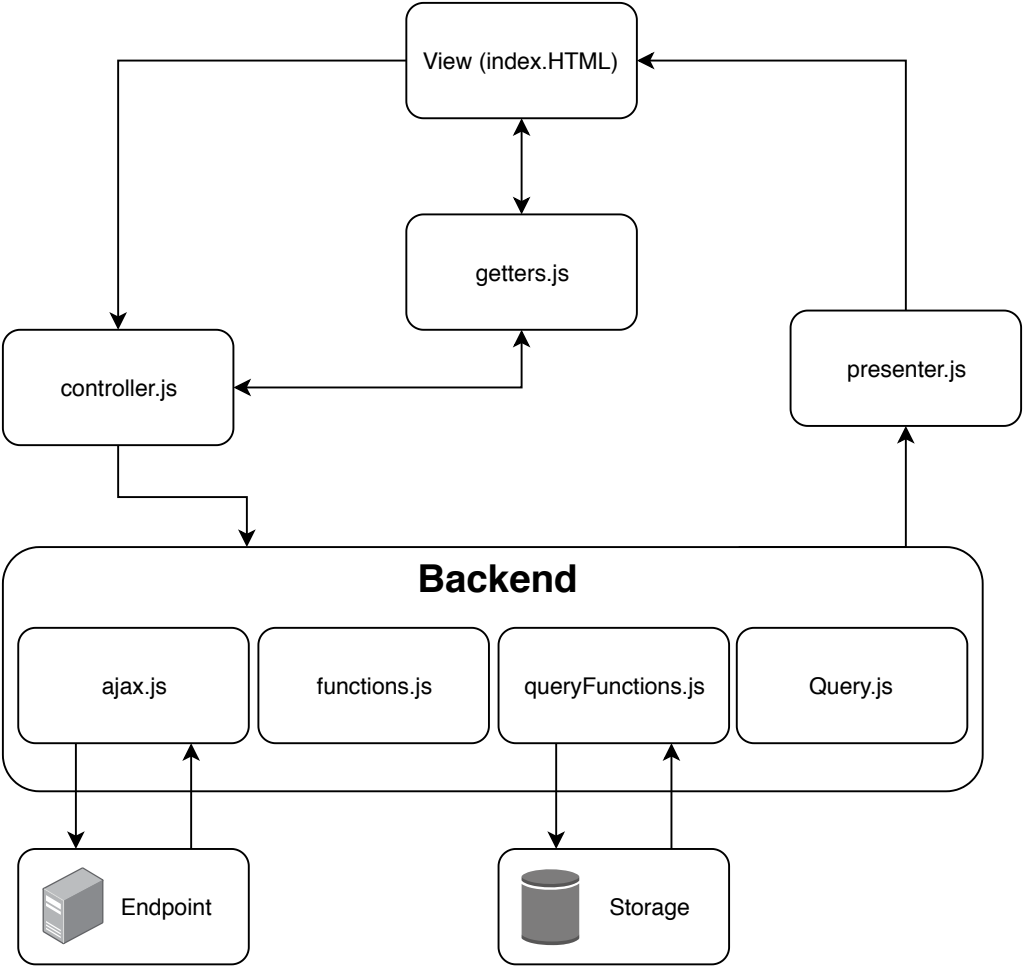 View (index.HTML)
getters.js
presenter.js
controller.js
Backend
ajax.js
functions.js
queryFunctions.js
Query.js
Endpoint
Storage